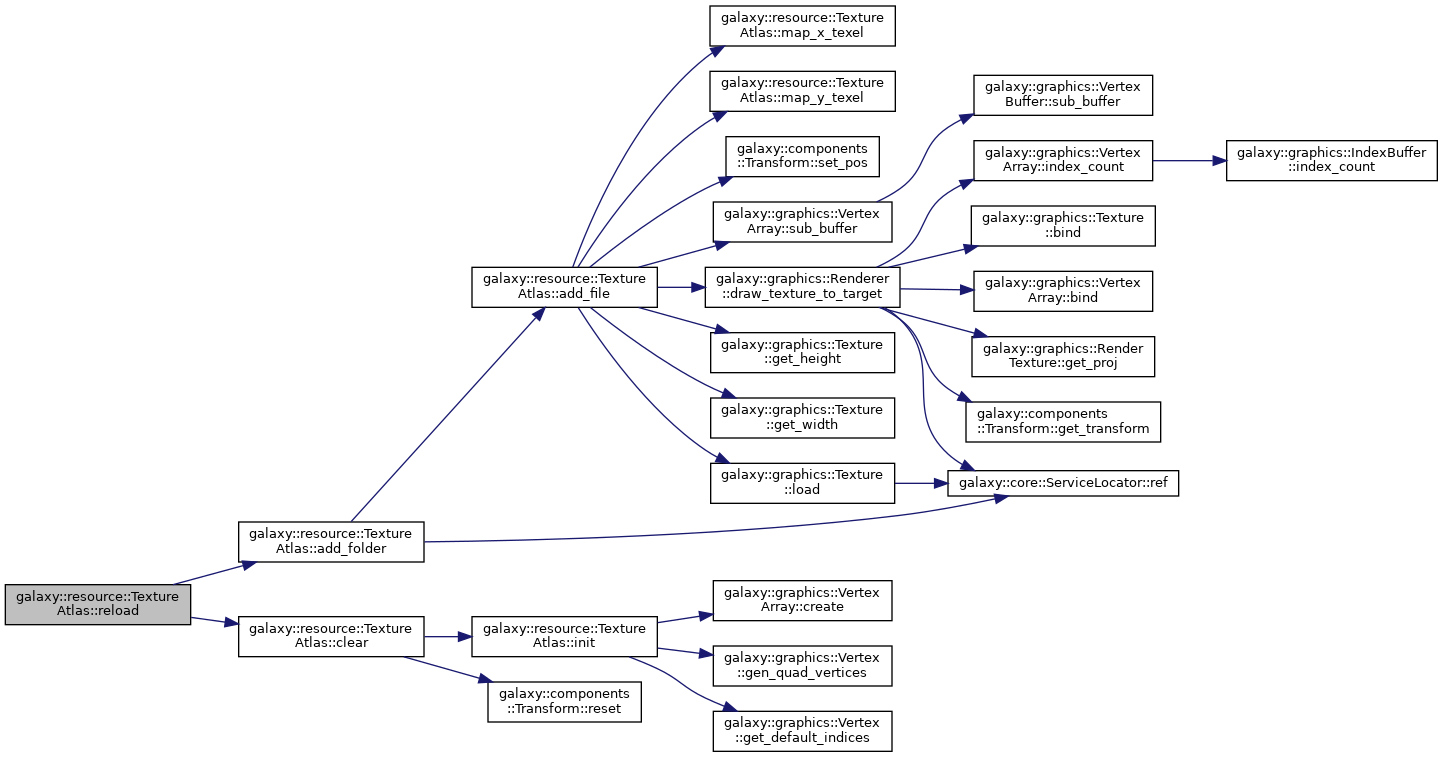 galaxy::resource::Texture
Atlas::map_x_texel
galaxy::resource::Texture
Atlas::map_y_texel
galaxy::graphics::Vertex
Buffer::sub_buffer
galaxy::components
::Transform::set_pos
galaxy::graphics::Vertex
Array::index_count
galaxy::graphics::IndexBuffer
::index_count
galaxy::graphics::Vertex
Array::sub_buffer
galaxy::graphics::Texture
::bind
galaxy::resource::Texture
Atlas::add_file
galaxy::graphics::Renderer
::draw_texture_to_target
galaxy::graphics::Vertex
Array::bind
galaxy::graphics::Texture
::get_height
galaxy::graphics::Render
Texture::get_proj
galaxy::graphics::Texture
::get_width
galaxy::components
::Transform::get_transform
galaxy::graphics::Texture
::load
galaxy::core::ServiceLocator::ref
galaxy::resource::Texture
Atlas::add_folder
galaxy::resource::Texture
Atlas::reload
galaxy::resource::Texture
Atlas::clear
galaxy::resource::Texture
Atlas::init
galaxy::graphics::Vertex
Array::create
galaxy::graphics::Vertex
::gen_quad_vertices
galaxy::components
::Transform::reset
galaxy::graphics::Vertex
::get_default_indices